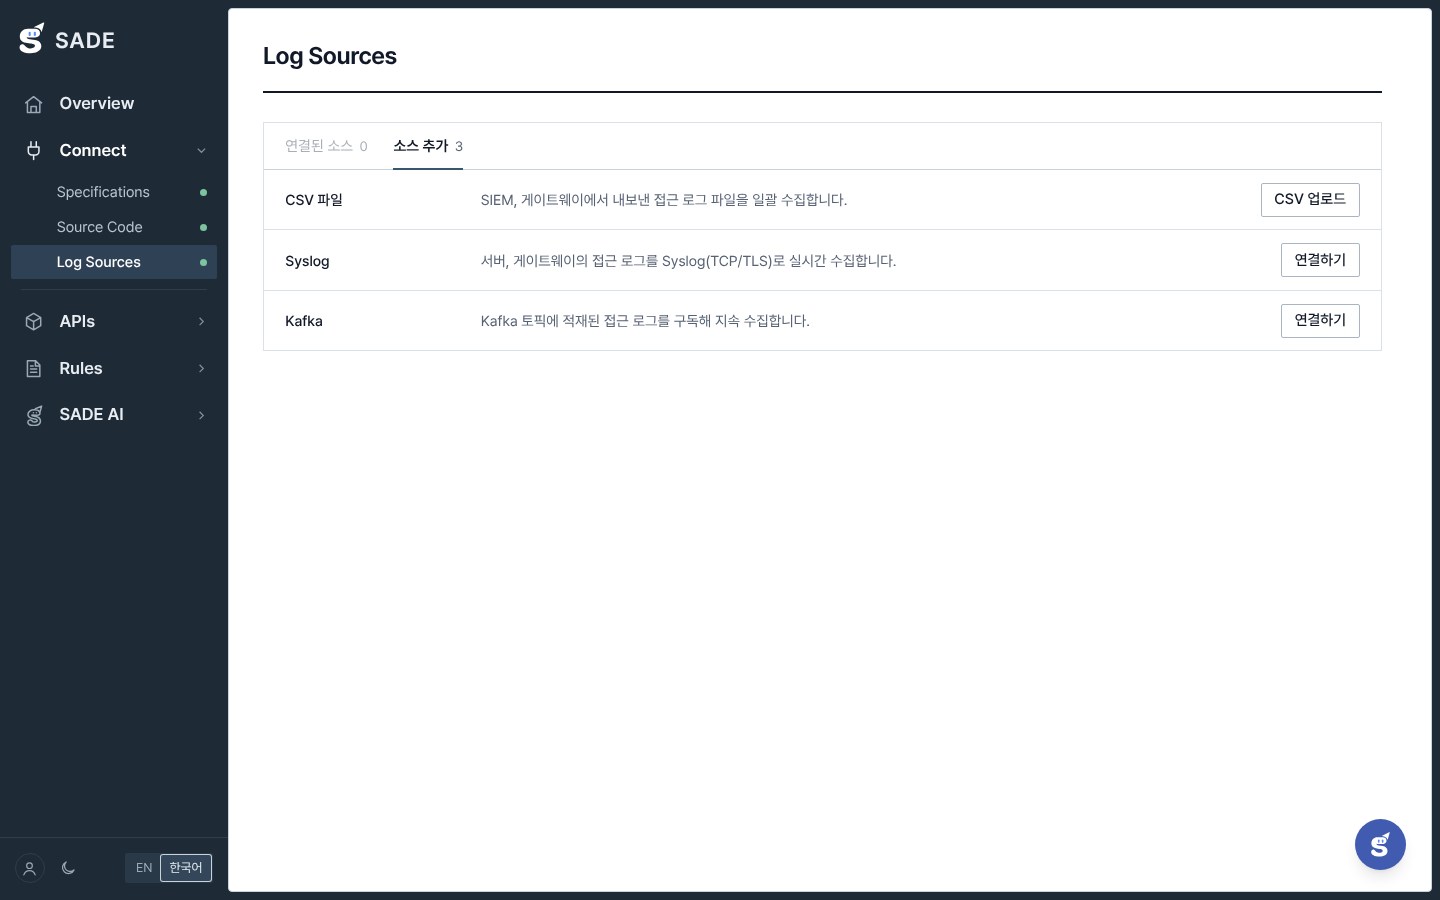 SADE
Overview
Connect
Specifications
Source Code
Log Sources
APIs
Rules
SADE AI
EN 한국어
Log Sources
연결된 소스 0 소스 추가 3
CSV 파일 SIEM, 게이트웨이에서 내보낸 접근 로그 파일을 일괄 수집합니다. CSV 업로드
Syslog 서버, 게이트웨이의 접근 로그를 Syslog(TCP/TLS)로 실시간 수집합니다. 연결하기
Kafka Kafka 토픽에 적재된 접근 로그를 구독해 지속 수집합니다. 연결하기